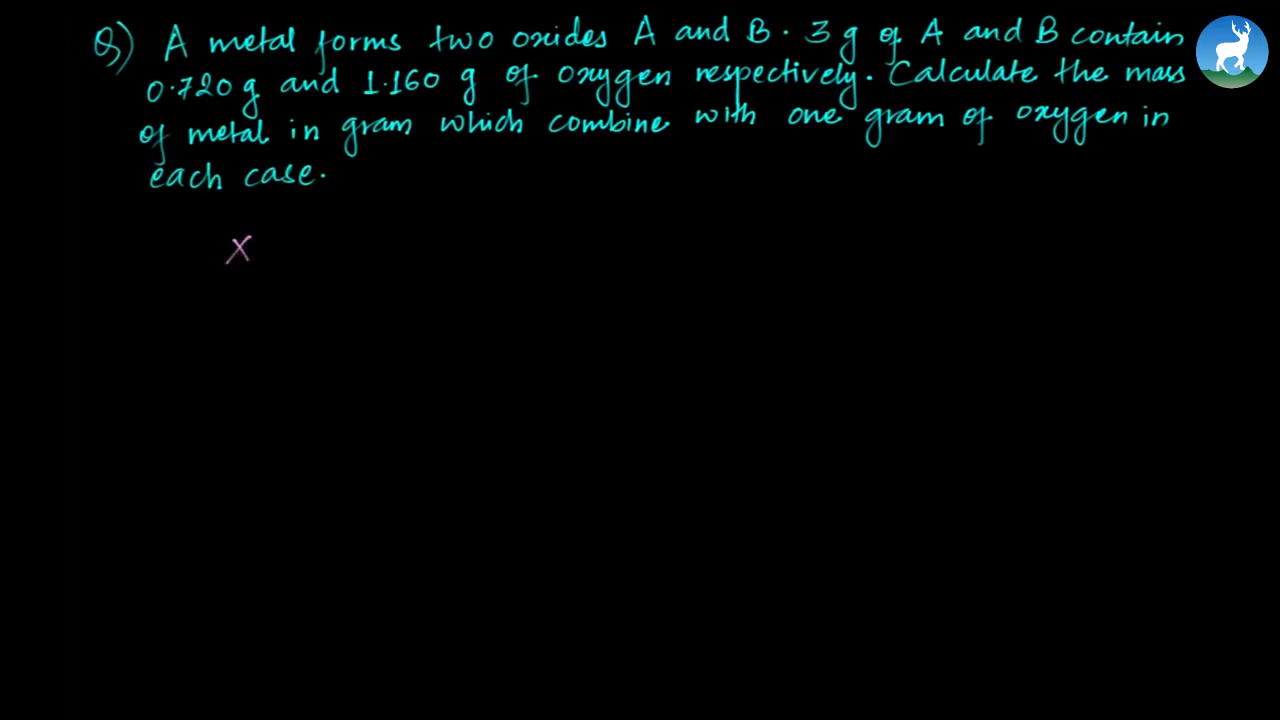 Q) A metal forms two oxides A and B. 3 g of A and B contain
0.720 g and 1.160 g of oxygen respectively. Calculate the mass
of metal in gram which combine with one gram of oxygen in
each case.
X